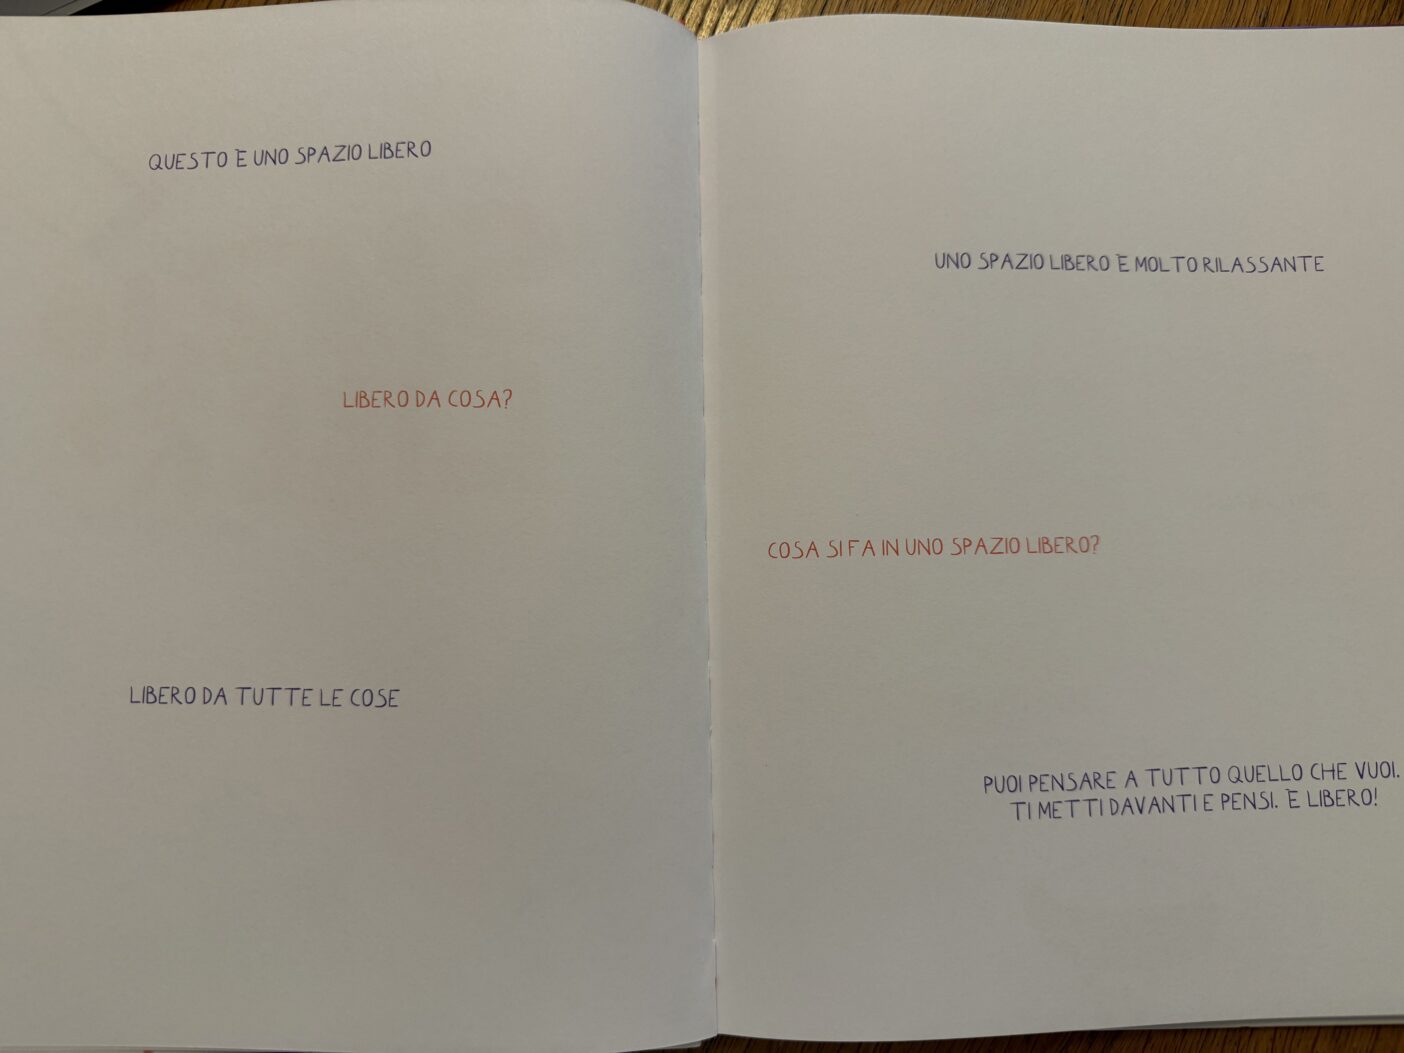 QUESTO È UNO SPAZIO LIBERO
LIBERO DA COSA?
LIBERO DA TUTTE LE COSE
UNO SPAZIO LIBERO È MOLTO RILASSANTE
COSA SI FA IN UNO SPAZIO LIBERO?
PUOI PENSARE A TUTTO QUELLO CHE VUOI.
TI METTI DAVANTI E PENSI. È LIBERO!